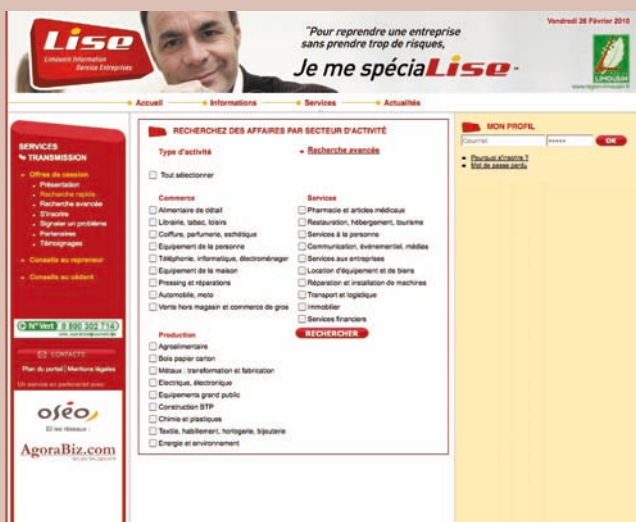 Lise
Limousin Information
Service Entreprises
"Pour reprendre une entreprise
sans prendre trop de risques,
Je me spéciaLise"
Vendredi 26 Février 2010
LIMOUSIN
www.region-limousin.fr
Accueil
Informations
Services
Actualités
SERVICES
TRANSMISSION
Offres de cession
Présentation
Recherche rapide
Recherche avancée
S'inscrire
Signaler un problème
Partenaires
Témoignages
Conseils au repreneur
Conseils au cédant
N° Vert 0 800 302 714
CONTACTS
Plan du portail | Mentions légales
Un service en partenariat avec
oséo
Et les réseaux :
AgoraBiz.com
RECHERCHEZ DES AFFAIRES PAR SECTEUR D'ACTIVITÉ
Type d'activité
Recherche avancée
Tout sélectionner
Commerce
Alimentaire de détail
Librairie, tabac, loisirs
Coiffure, parfumerie, esthétique
Equipement de la personne
Téléphonie, informatique, électroménager
Equipement de la maison
Pressing et réparations
Automobile, moto
Vente hors magasin et commerce de gros
Services
Pharmacie et articles médicaux
Restauration, hébergement, tourisme
Services à la personne
Communication, événementiel, médias
Services aux entreprises
Location d'équipement et de biens
Réparation et installation de machines
Transport et logistique
Immobilier
Services financiers
RECHERCHER
Production
Agroalimentaire
Bois papier carton
Métaux : transformation et fabrication
Electrique, électronique
Equipements grand public
Construction BTP
Chimie et plastiques
Textile, habillement, horlogerie, bijouterie
Energie et environnement
MON PROFIL
Courriel
*****
OK
Pourquoi s'inscrire ?
Mot de passe perdu